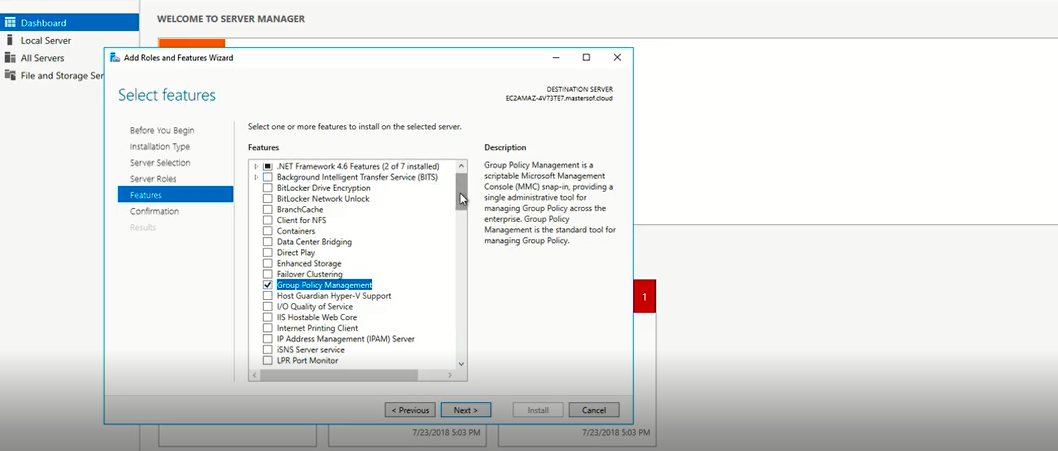 Dashboard
Local Server
All Servers
File and Storage Ser
WELCOME TO SERVER MANAGER
Add Roles and Features Wizard
Select features
DESTINATION SERVER
EC2AMAZ-4V73TE7.mastersof.cloud
Before You Begin
Installation Type
Server Selection
Server Roles
Features
Confirmation
Results
Select one or more features to install on the selected server.
Features
.NET Framework 4.6 Features (2 of 7 installed)
Background Intelligent Transfer Service (BITS)
BitLocker Drive Encryption
BitLocker Network Unlock
BranchCache
Client for NFS
Containers
Data Center Bridging
Direct Play
Enhanced Storage
Failover Clustering
Group Policy Management
Host Guardian Hyper-V Support
I/O Quality of Service
IIS Hostable Web Core
Internet Printing Client
IP Address Management (IPAM) Server
iSNS Server service
LPR Port Monitor
Description
Group Policy Management is a
scriptable Microsoft Management
Console (MMC) snap-in, providing a
single administrative tool for
managing Group Policy across the
enterprise. Group Policy
Management is the standard tool for
managing Group Policy.
1
< Previous
Next >
Install
Cancel
7/23/2018 5:03 PM
7/23/2018 5:03 PM